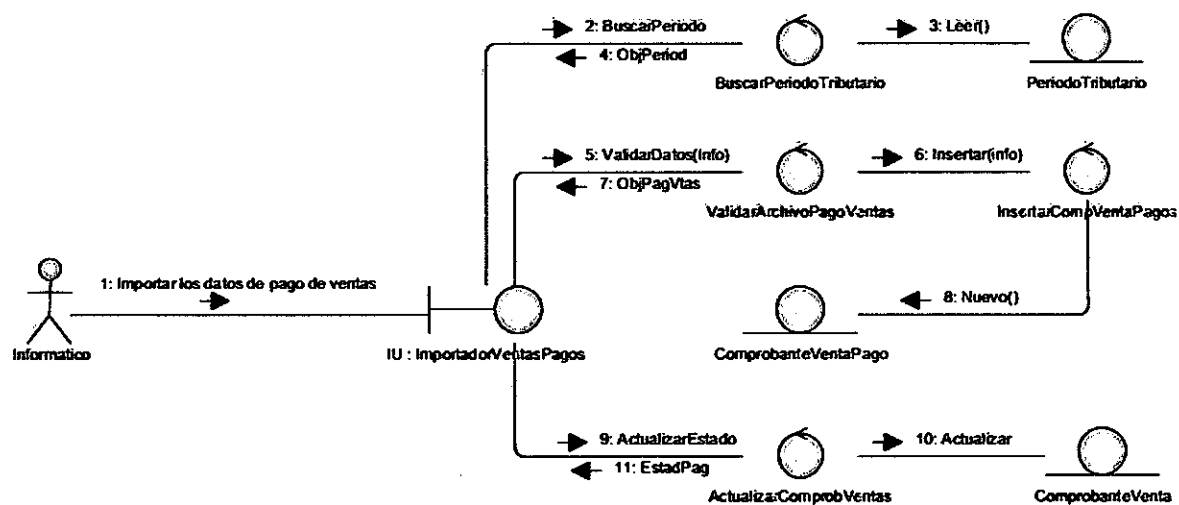 2: BuscarPeriodo
3: Leer()
4: ObjPeriod
BuscarPeriodoTributario
PeriodoTributario
5: ValidarDatos(Info)
6: Insertar(info)
7: ObjPagVtas
ValidarArchivoPagoVentas
InsertarCompVentaPagos
1: Importar los datos de pago de ventas
8: Nuevo()
Informatico
IU : ImportadorVentasPagos
ComprobanteVentaPago
9: ActualizarEstado
10: Actualizar
11: EstadPag
ActualizarComprobVentas
ComprobanteVenta